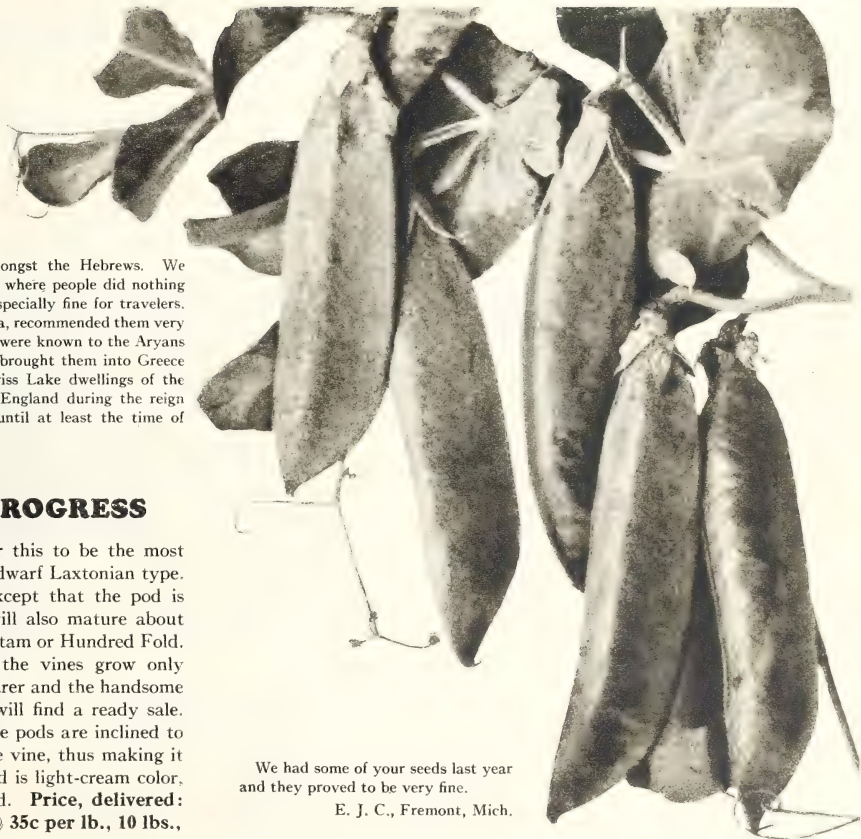 ongst the Hebrews. We
where people did nothing
specially fine for travelers.
a, recommended them very
were known to the Aryans
brought them into Greece
iss Lake dwellings of the
England during the reign
until at least the time of
ROGRESS
r this to be the most
dwarf Laxtonian type.
xcept that the pod is
ill also mature about
tam or Hundred Fold.
the vines grow only
rer and the handsome
will find a ready sale.
e pods are inclined to
e vine, thus making it
d is light-cream color,
d. Price, delivered:
35c per lb., 10 lbs.,
We had some of your seeds last year
and they proved to be very fine.
E. J. C., Fremont, Mich.